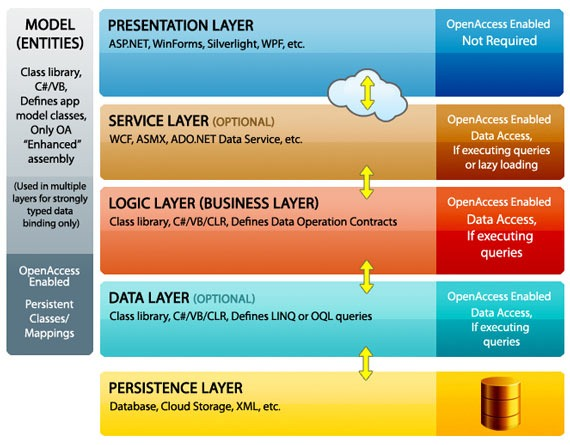 MODEL
(ENTITIES)
Class library,
C#/VB,
Defines app
model classes,
Only OA
“Enhanced”
assembly
(Used in multiple
layers for strongly
typed data
binding only)
OpenAccess
Enabled
Persistent
Classes/
Mappings
PRESENTATION LAYER
ASP.NET, WinForms, Silverlight, WPF, etc.
OpenAccess Enabled
Not Required
SERVICE LAYER (OPTIONAL)
WCF, ASMX, ADO.NET Data Service, etc.
OpenAccess Enabled
Data Access,
If executing queries
or lazy loading
LOGIC LAYER (BUSINESS LAYER)
Class library, C#/VB/CLR, Defines Data Operation Contracts
OpenAccess Enabled
Data Access,
If executing
queries
DATA LAYER (OPTIONAL)
Class library, C#/VB/CLR, Defines LINQ or OQL queries
OpenAccess Enabled
Data Access,
If executing
queries
PERSISTENCE LAYER
Database, Cloud Storage, XML, etc.